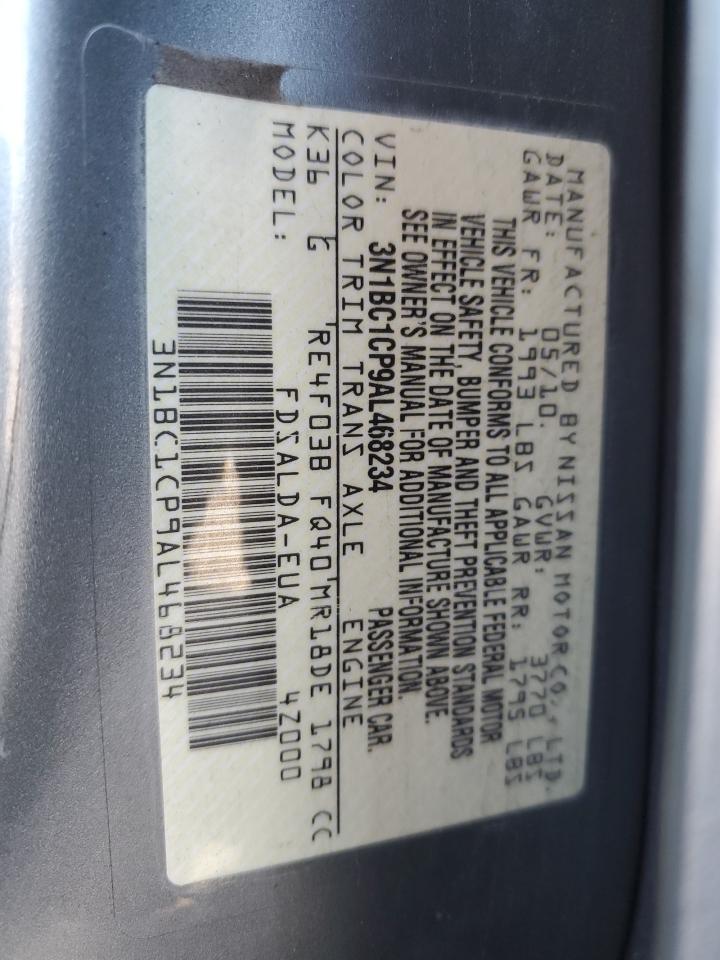 MANUFACTURED BY NISSAN MOTOR CO., LTD.
DATE: 05/10. GVWR: 3770 LBS
GAWR FR: 1993 LBS GAWR RR: 1795 LBS
THIS VEHICLE CONFORMS TO ALL APPLICABLE FEDERAL MOTOR
VEHICLE SAFETY, BUMPER AND THEFT PREVENTION STANDARDS
IN EFFECT ON THE DATE OF MANUFACTURE SHOWN ABOVE.
SEE OWNER'S MANUAL FOR ADDITIONAL INFORMATION.
VIN: 3N1BC1CP9AL468234 PASSENGER CAR.
COLOR TRIM TRANS AXLE ENGINE
K36 G RE4F03B FQ40 MR18DE 1798 CC
MODEL: FDSALDA-EUA 4Z000
3N1BC1CP9AL468234